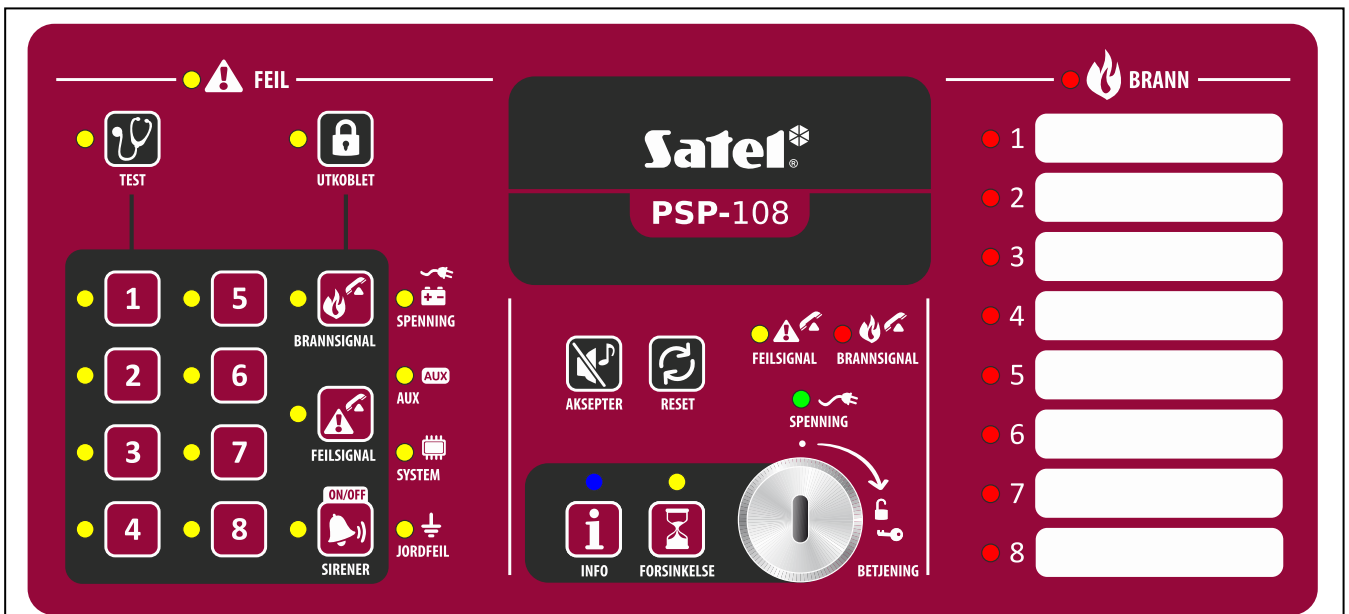 FEIL
TEST
UTKOBLET
1
5
BRANNSIGNAL
SPENNING
2
6
AUX
AUX
3
7
FEILSIGNAL
SYSTEM
4
8
ON/OFF
SIRENER
JORDFEIL
Satel®
PSP-108
AKSEPTER
RESET
FEILSIGNAL
BRANNSIGNAL
SPENNING
INFO
FORSINKELSE
BETJENING
BRANN
1
2
3
4
5
6
7
8